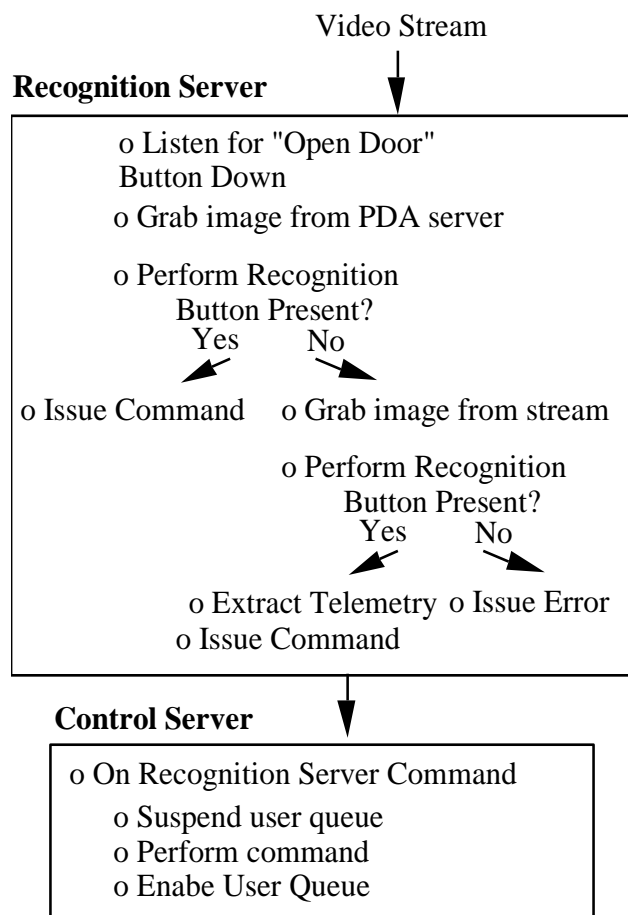 Video Stream
Recognition Server
o Listen for "Open Door"
Button Down
o Grab image from PDA server
o Perform Recognition
Button Present?
Yes No
o Issue Command o Grab image from stream
o Perform Recognition
Button Present?
Yes No
o Extract Telemetry o Issue Error
o Issue Command
Control Server
o On Recognition Server Command
o Suspend user queue
o Perform command
o Enabe User Queue